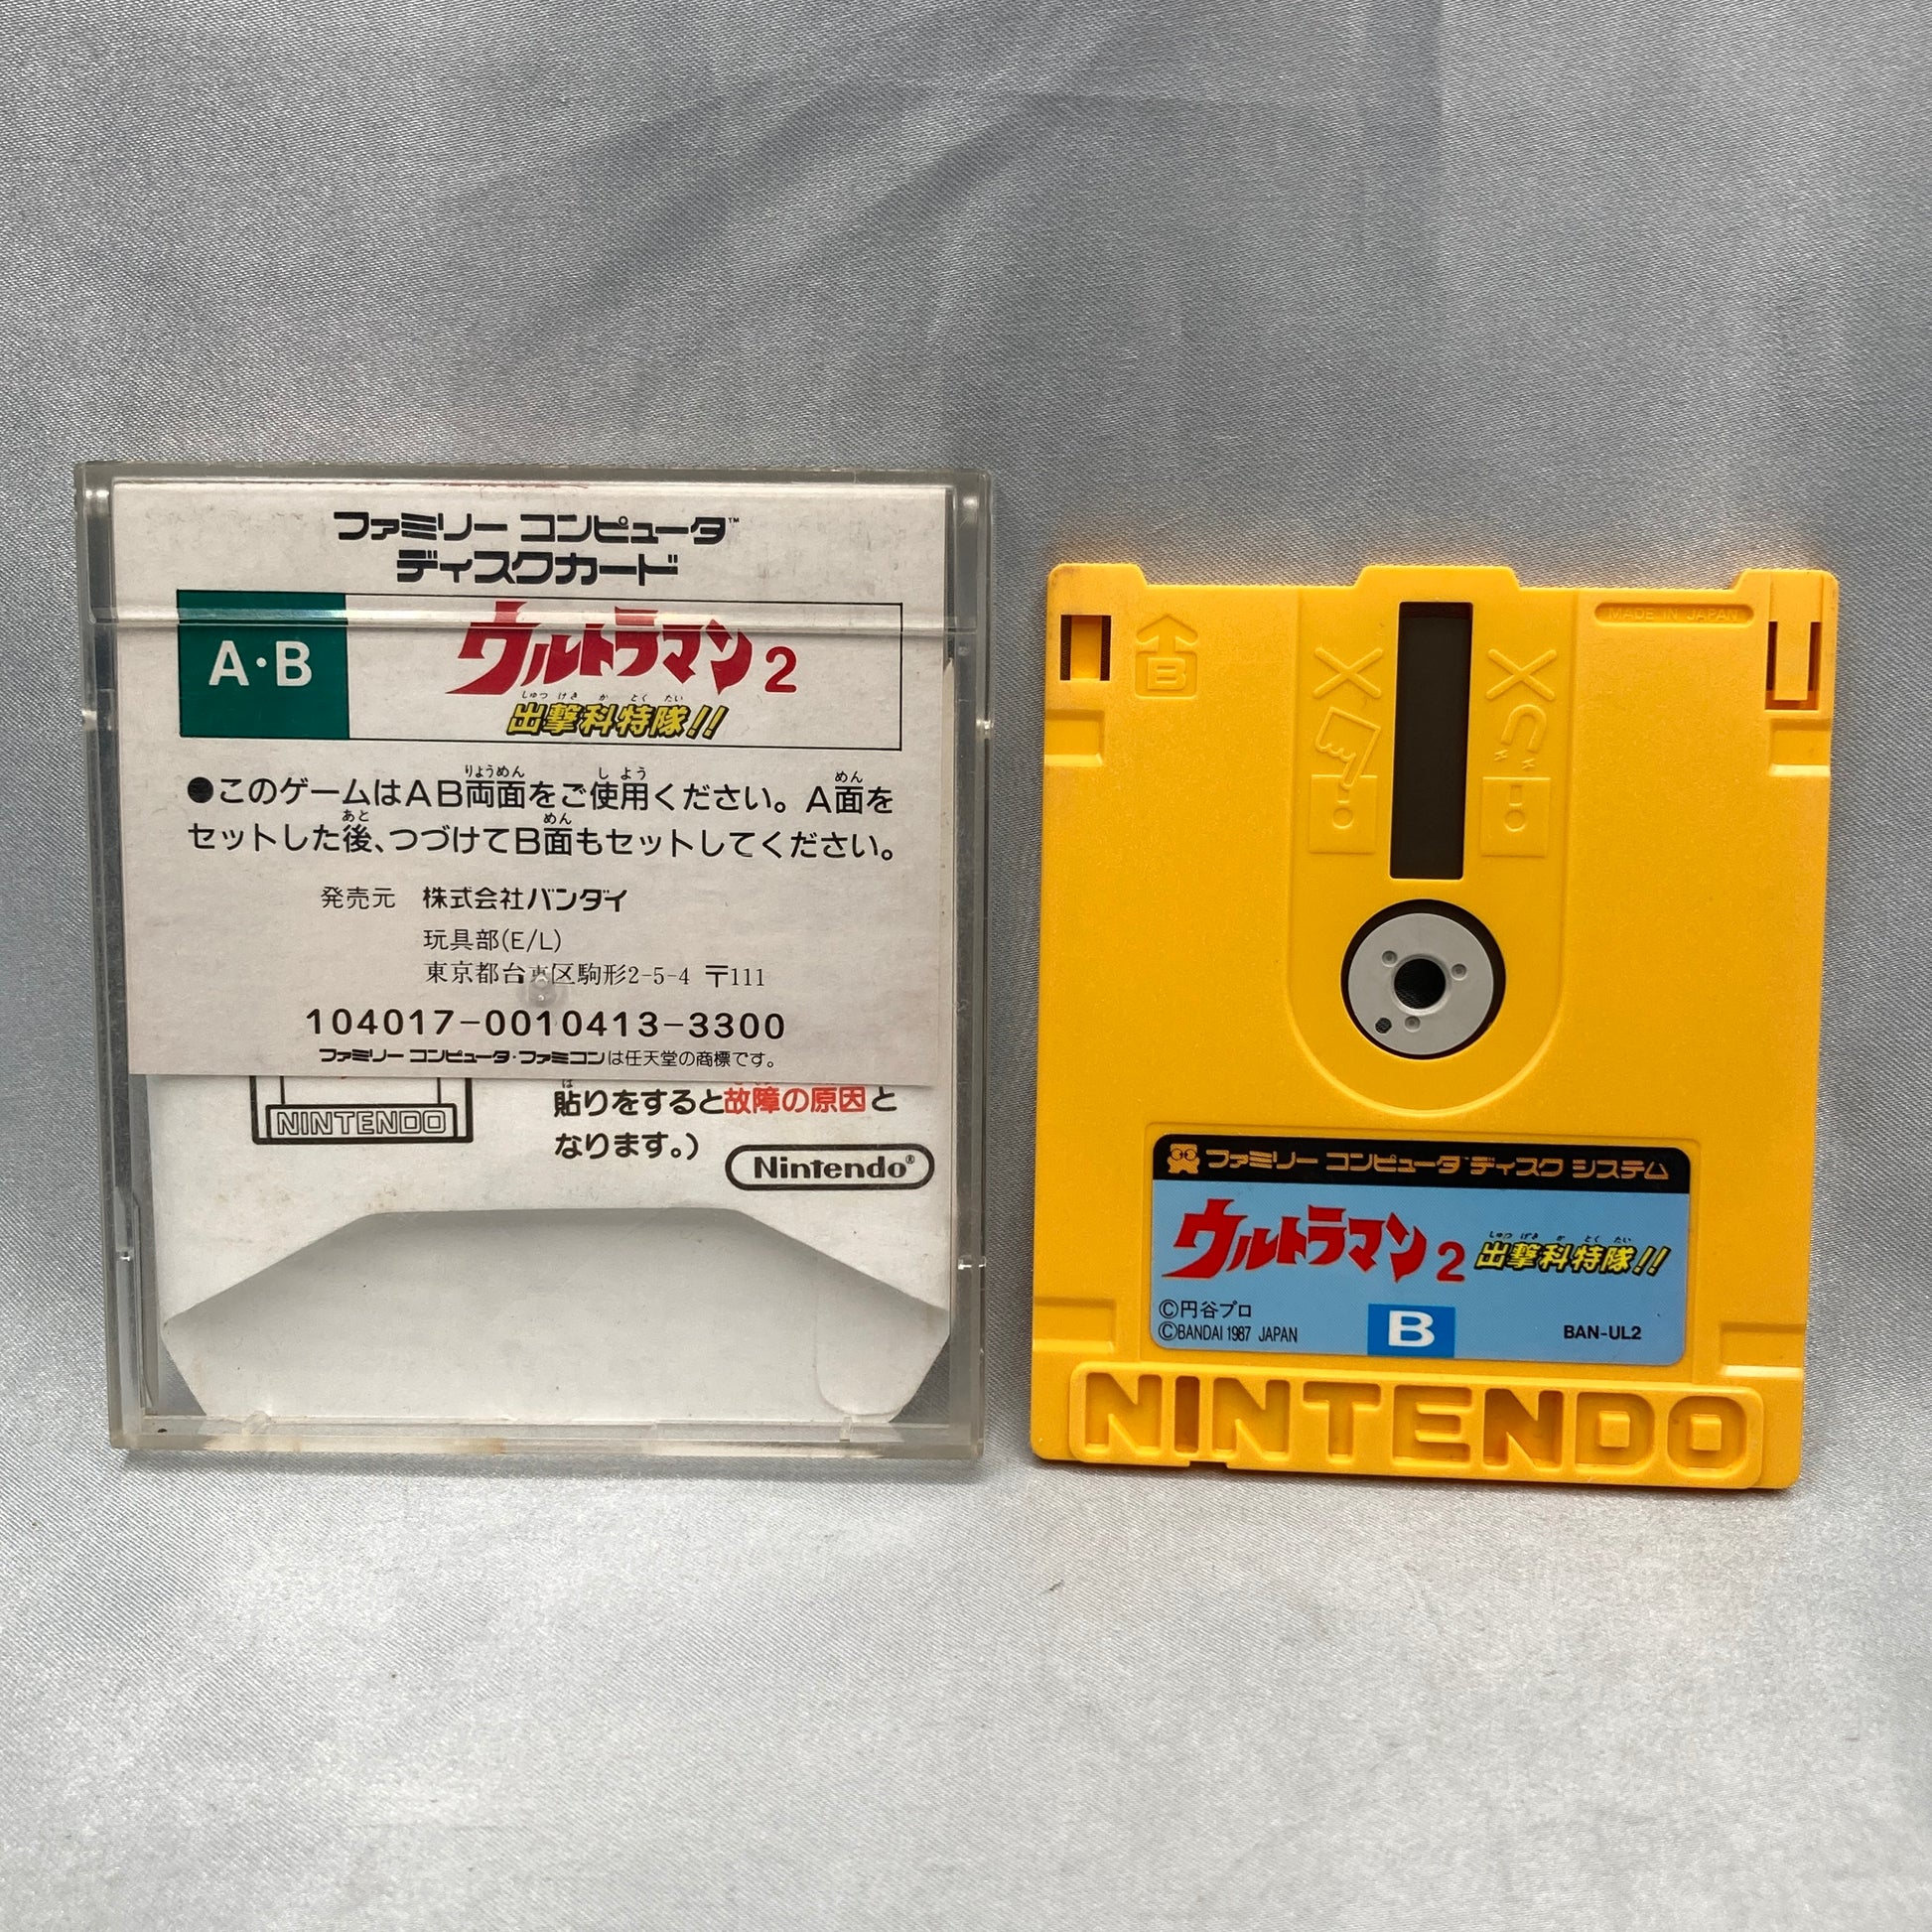 ファミリー コンピュータ™
ディスクカード
A・B
ウルトラマン2
しゅつ げき か とく たい
出撃科特隊!!
りょうめん し よう めん
●このゲームはAB両面をご使用ください。A面を
あと めん
セットした後、つづけてB面もセットしてください。
発売元 株式会社バンダイ
玩具部(E/L)
東京都台東区駒形2-5-4 〒111
104017-0010413-3300
ファミリー コンピュータ・ファミコンは任天堂の商標です。
NINTENDO
貼りをすると故障の原因と
なります。)
Nintendo®
B
MADE IN JAPAN
ファミリー コンピュータ ディスク システム
しゅつ げき か とく たい
ウルトラマン2 出撃科特隊!!
©円谷プロ
©BANDAI 1987 JAPAN
B
BAN-UL2
NINTENDO